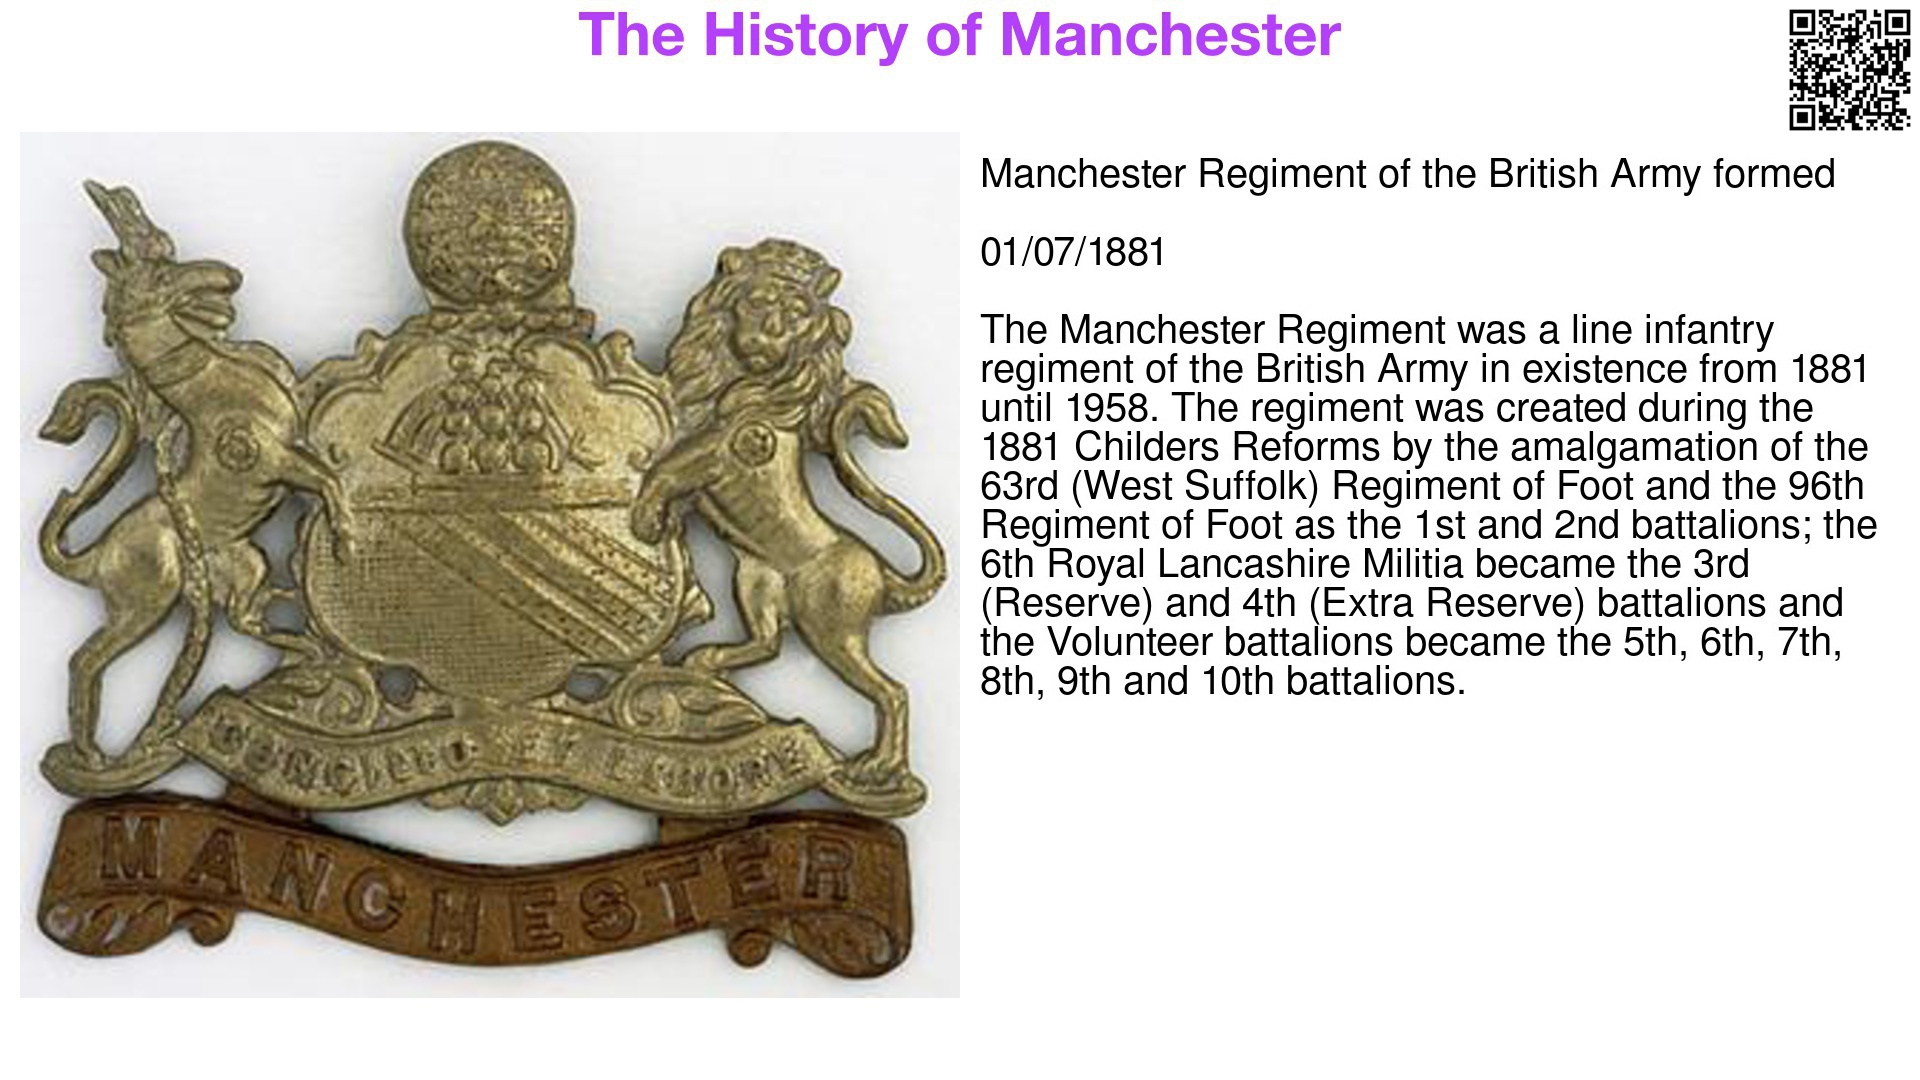 The History of Manchester
Manchester Regiment of the British Army formed
01/07/1881
The Manchester Regiment was a line infantry
regiment of the British Army in existence from 1881
until 1958. The regiment was created during the
1881 Childers Reforms by the amalgamation of the
63rd (West Suffolk) Regiment of Foot and the 96th
Regiment of Foot as the 1st and 2nd battalions; the
6th Royal Lancashire Militia became the 3rd
(Reserve) and 4th (Extra Reserve) battalions and
the Volunteer battalions became the 5th, 6th, 7th,
8th, 9th and 10th battalions.
CONCILIO ET LABORE
MANCHESTER